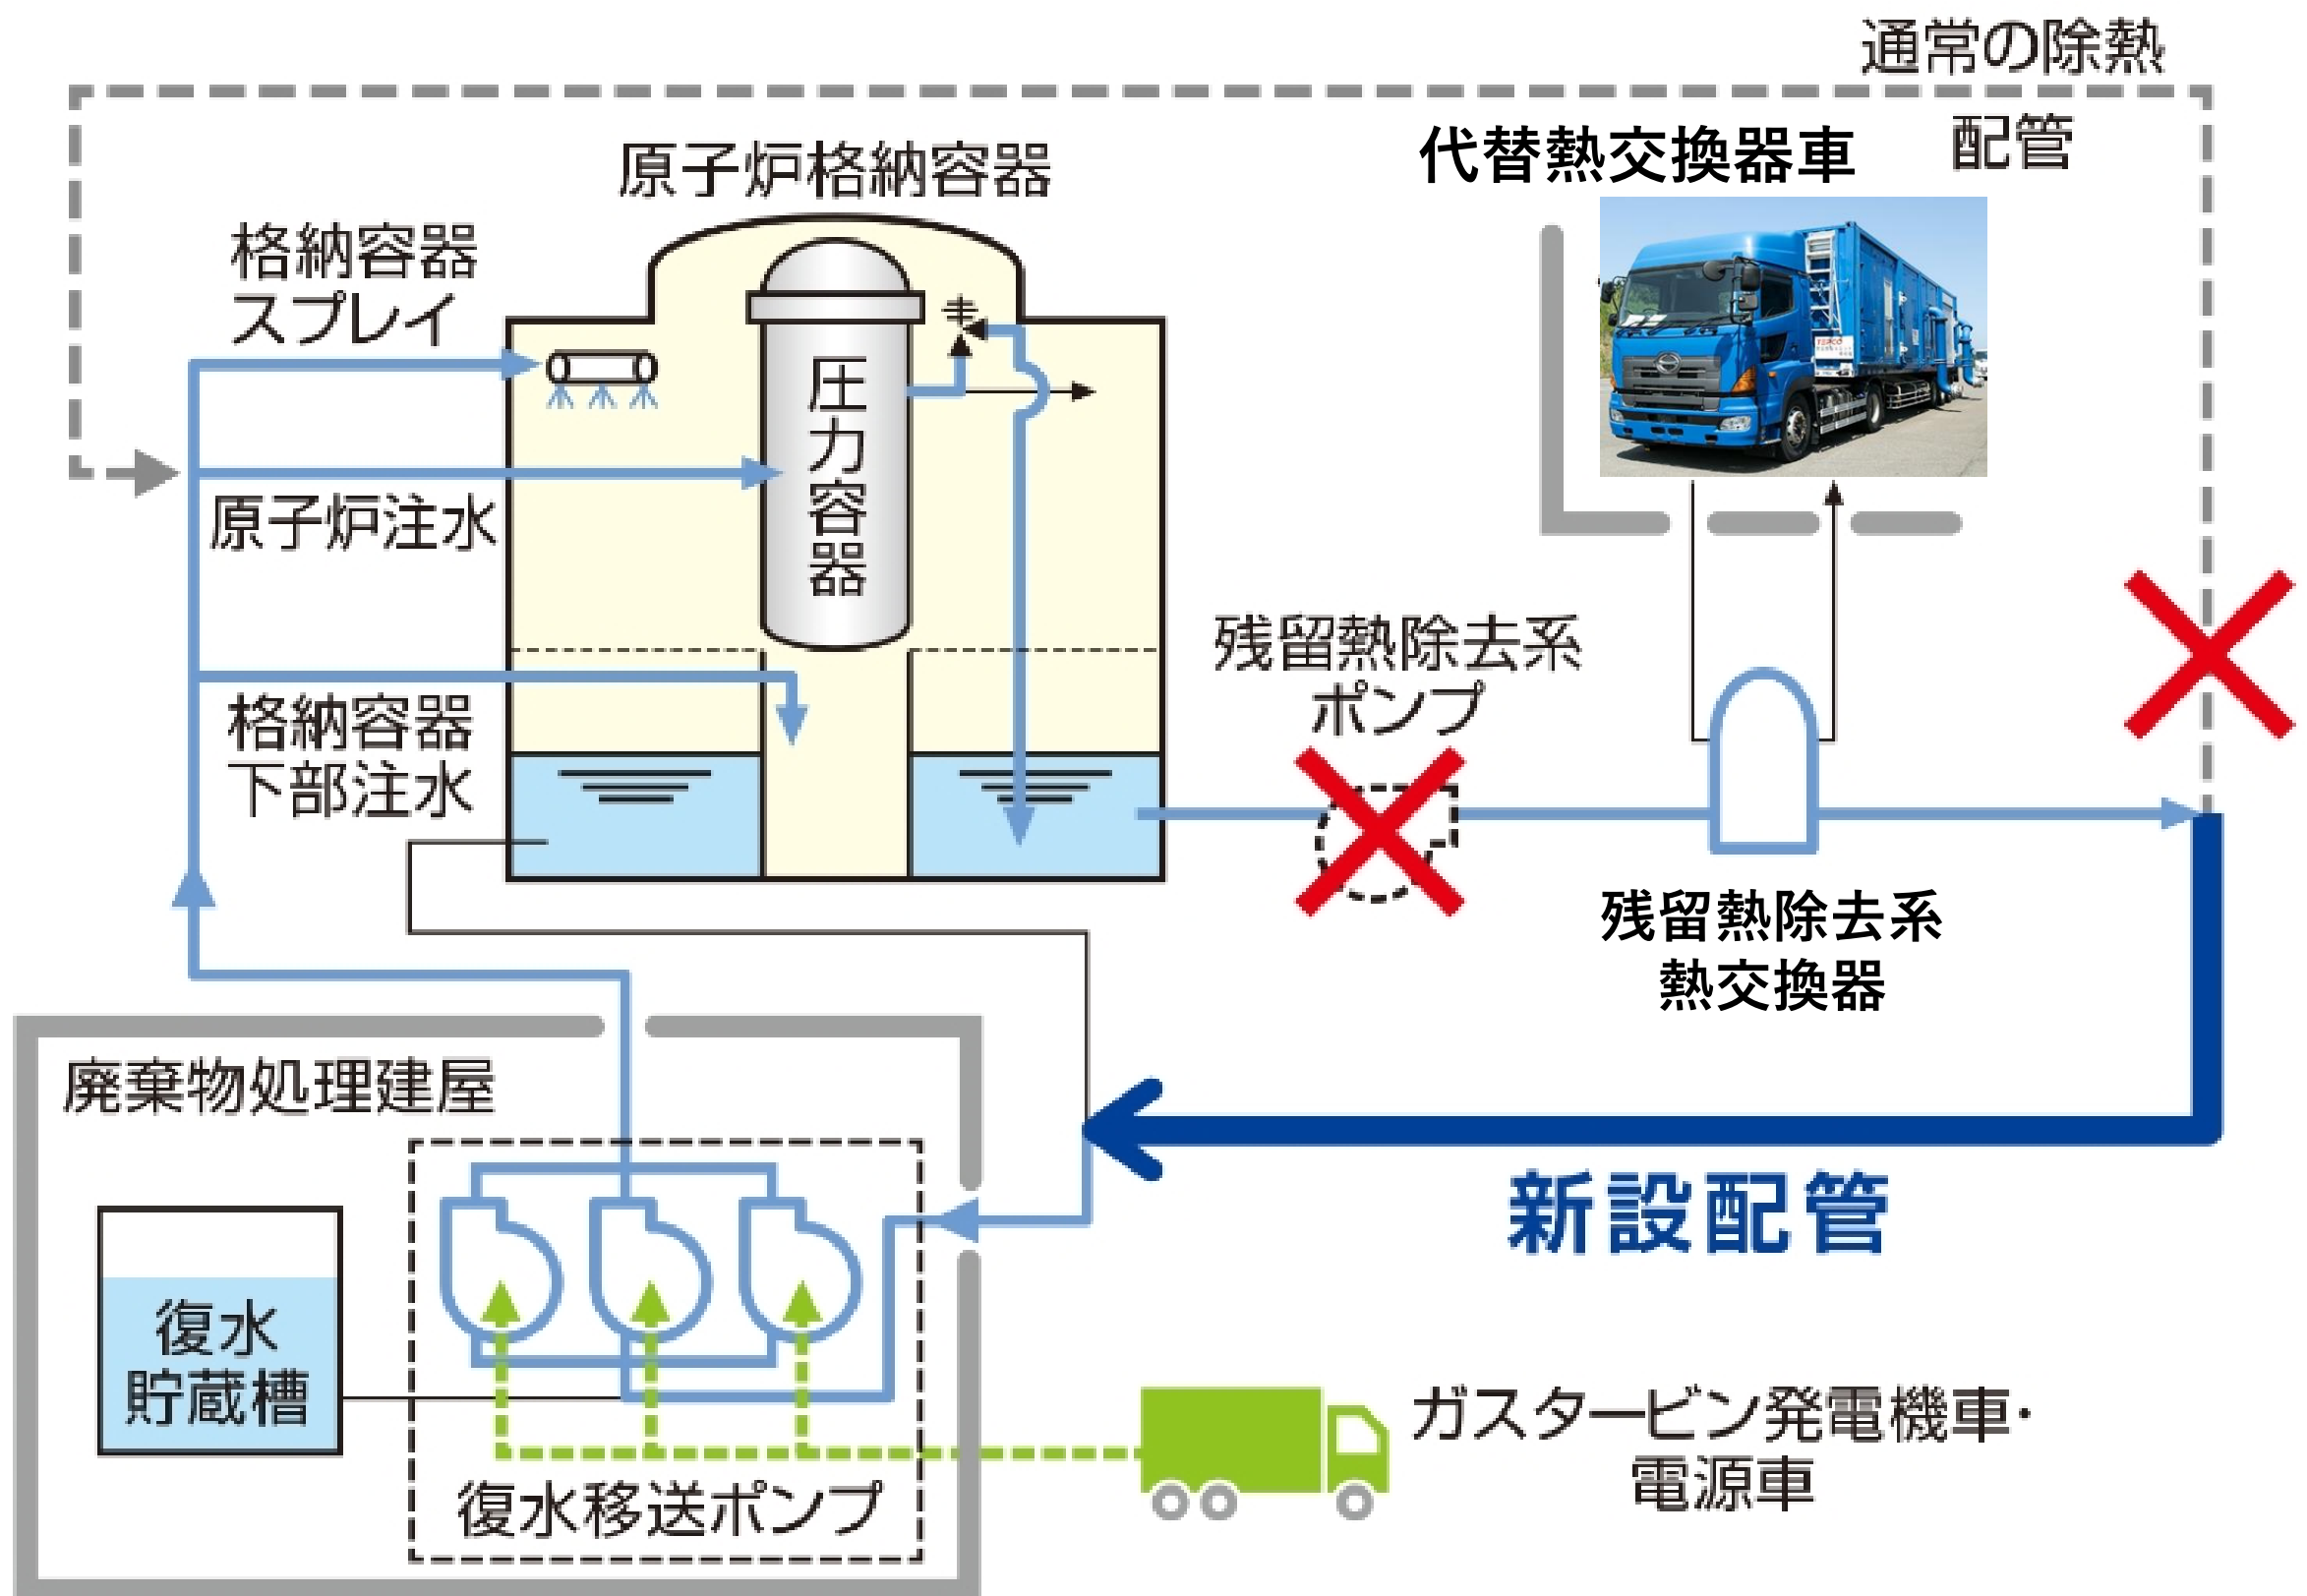 通常の除熱
配管
代替熱交換器車
原子炉格納容器
格納容器
スプレイ
圧力容器
TEPCO
原子炉注水
残留熱除去系
ポンプ
格納容器
下部注水
残留熱除去系
熱交換器
廃棄物処理建屋
新設配管
復水
貯蔵槽
ガスタービン発電機車・
電源車
復水移送ポンプ